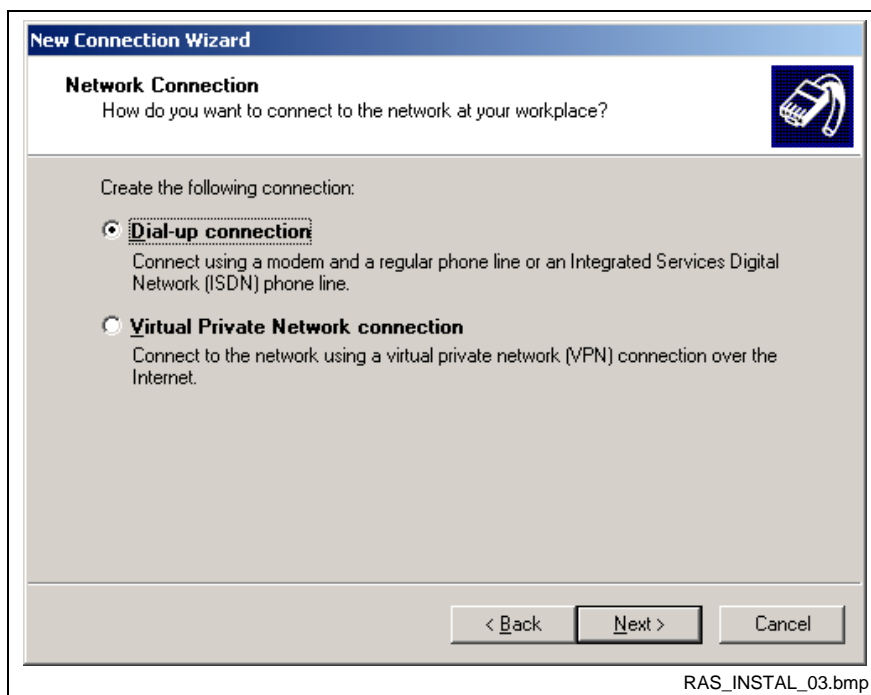 New Connection Wizard
Network Connection
How do you want to connect to the network at your workplace?
Create the following connection:
Dial-up connection
Connect using a modem and a regular phone line or an Integrated Services Digital
Network (ISDN) phone line.
Virtual Private Network connection
Connect to the network using a virtual private network (VPN) connection over the
Internet.
< Back
Next >
Cancel
RAS_INSTAL_03.bmp